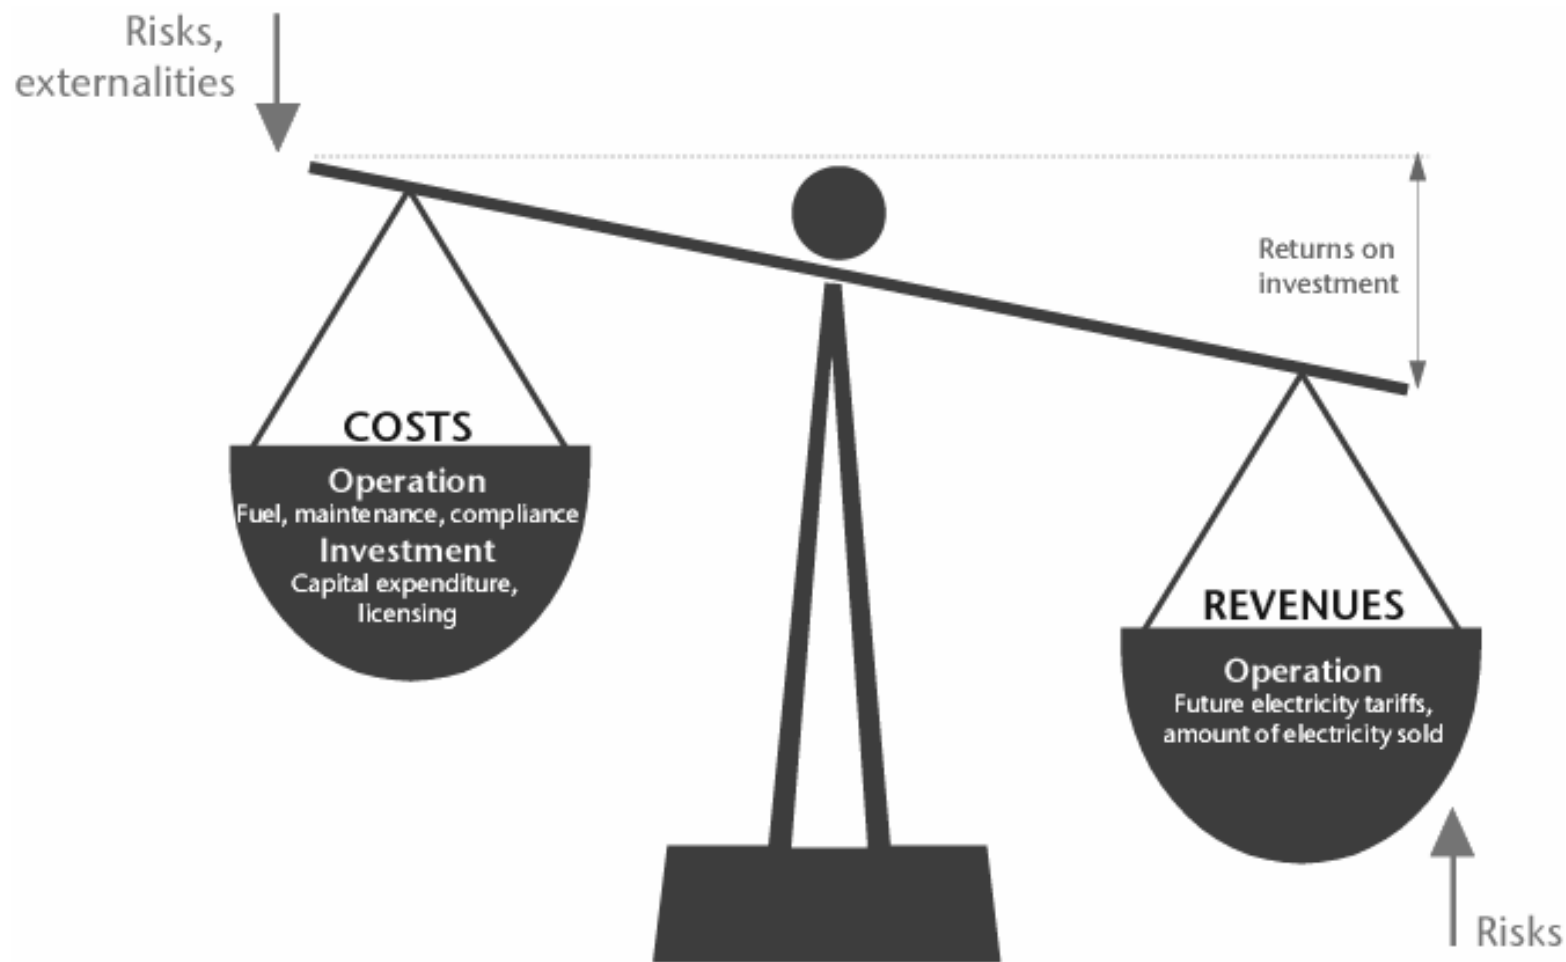 Risks,
externalities
Returns on
investment
COSTS
Operation
Fuel, maintenance, compliance
Investment
Capital expenditure,
licensing
REVENUES
Operation
Future electricity tariffs,
amount of electricity sold
Risks